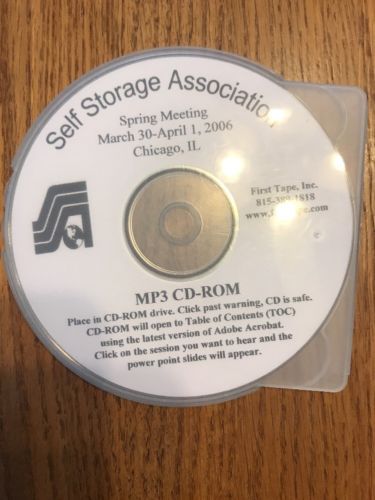 Self Storage Association
Spring Meeting
March 30-April 1, 2006
Chicago, IL
First Tape, Inc.
MP3 CD-ROM
Place in CD-ROM drive. Click past warning, CD is safe.
CD-ROM will open to Table of Contents (TOC)
using the latest version of Adobe Acrobat.
Click on the session you want to hear and the
power point slides will appear.